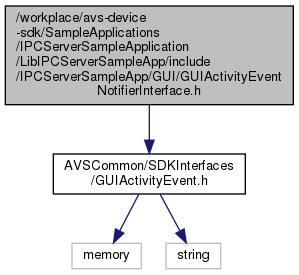 /workplace/avs-device
-sdk/SampleApplications
/IPCServerSampleApplication
/LibIPCServerSampleApp/include
/IPCServerSampleApp/GUI/GUIActivityEvent
NotifierInterface.h
AVSCommon/SDKInterfaces
/GUIActivityEvent.h
memory
string